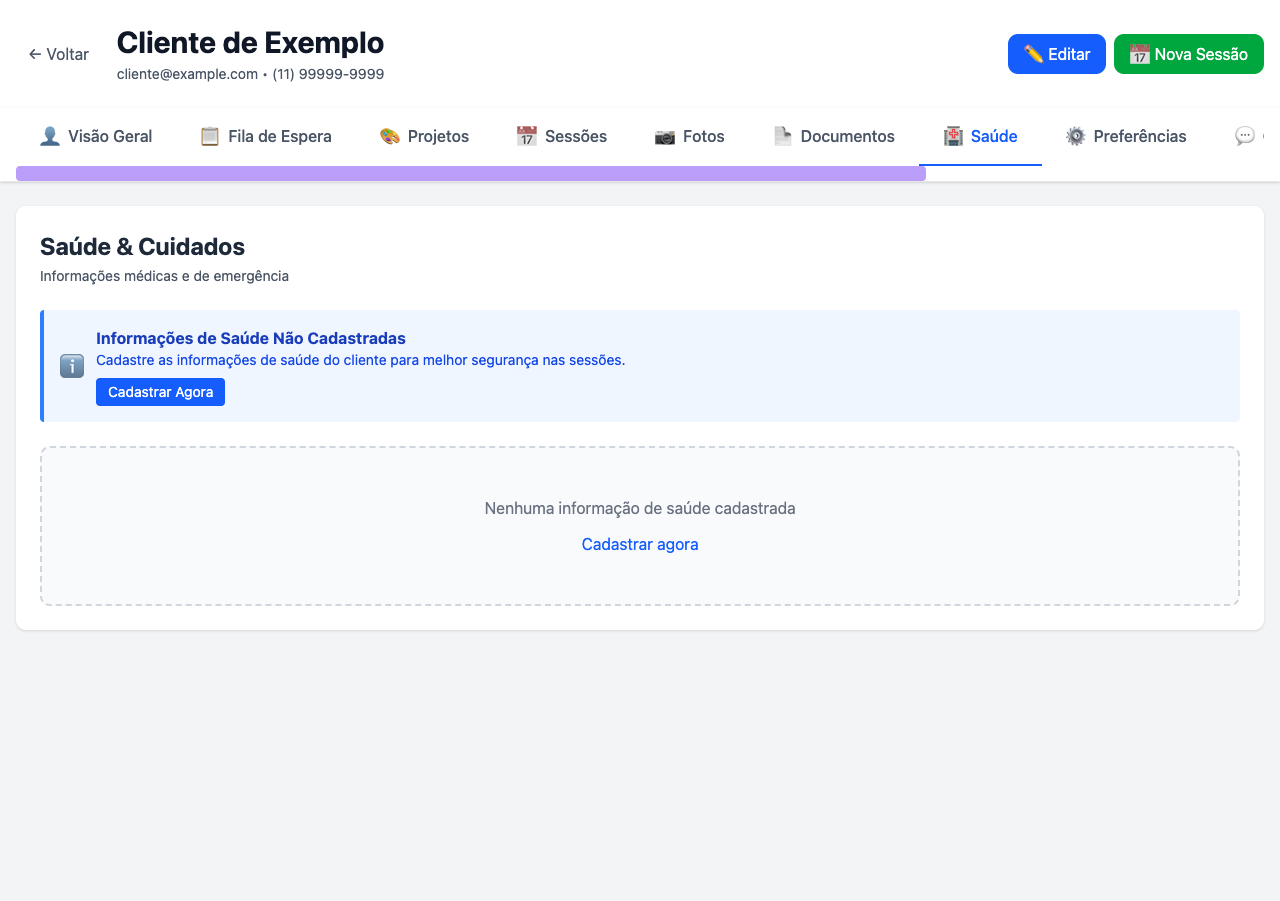 ← Voltar
Cliente de Exemplo
cliente@example.com • (11) 99999-9999
Editar
Nova Sessão
Visão Geral
Fila de Espera
Projetos
Sessões
Fotos
Documentos
Saúde
Preferências
Saúde & Cuidados
Informações médicas e de emergência
Informações de Saúde Não Cadastradas
Cadastre as informações de saúde do cliente para melhor segurança nas sessões.
Cadastrar Agora
Nenhuma informação de saúde cadastrada
Cadastrar agora